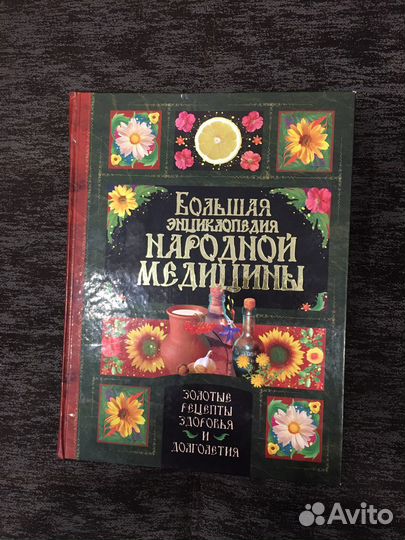 БОЛЬШАЯ
ЭНЦИКЛОПЕДИЯ
НАРОДНОЙ
МЕДИЦИНЫ
ЗОЛОТЫЕ
РЕЦЕПТЫ
ЗДОРОВЬЯ
И
ДОЛГОЛЕТИЯ
Avito